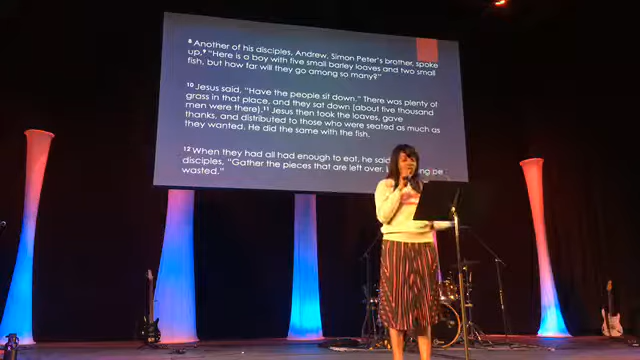 8 Another of his disciples, Andrew, Simon Peter's brother, spoke
up, 9 "Here is a boy with five small barley loaves and two small
fish, but how far will they go among so many?"
10 Jesus said, "Have the people sit down." There was plenty of
grass in that place, and they sat down (about five thousand
men were there). 11 Jesus then took the loaves, gave
thanks, and distributed to those who were seated as much as
they wanted. He did the same with the fish.
12 When they had all had enough to eat, he said
disciples, "Gather the pieces that are left over. be
wasted."